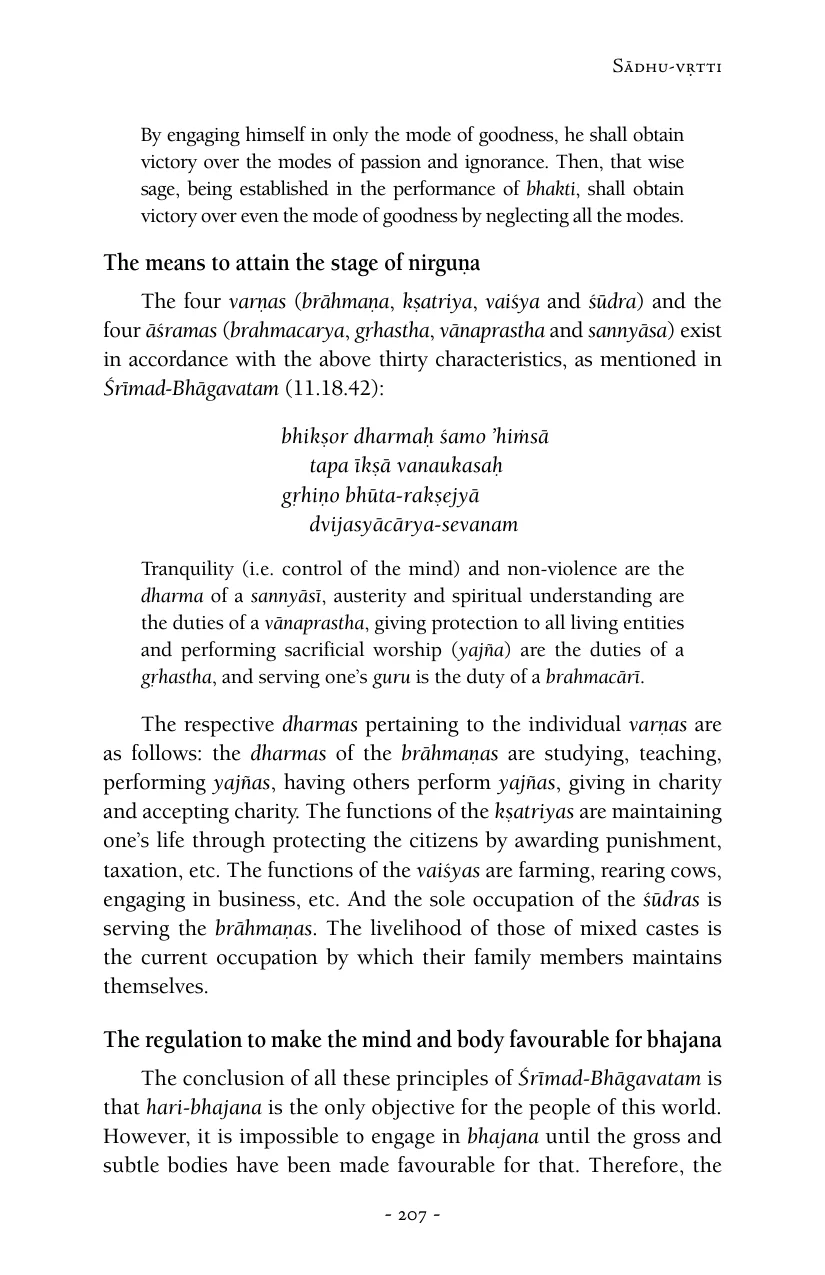 Sādhu-vṛtti
By engaging himself in only the mode of goodness, he shall obtain
victory over the modes of passion and ignorance. Then, that wise
sage, being established in the performance of bhakti, shall obtain
victory over even the mode of goodness by neglecting all the modes.
The means to attain the stage of nirguṇa
The four varṇas (brāhmaṇa, kṣatriya, vaiśya and śūdra) and the
four āśramas (brahmacarya, gṛhastha, vānaprastha and sannyāsa) exist
in accordance with the above thirty characteristics, as mentioned in
Śrīmad-Bhāgavatam (11.18.42):
bhikṣor dharmaḥ śamo ’hiṁsā
tapa īkṣā vanaukasaḥ
gṛhiṇo bhūta-rakṣejyā
dvijasyācārya-sevanam
Tranquility (i.e. control of the mind) and non-violence are the
dharma of a sannyāsī, austerity and spiritual understanding are
the duties of a vānaprastha, giving protection to all living entities
and performing sacrificial worship (yajña) are the duties of a
gṛhastha, and serving one’s guru is the duty of a brahmacārī.
The respective dharmas pertaining to the individual varṇas are
as follows: the dharmas of the brāhmaṇas are studying, teaching,
performing yajñas, having others perform yajñas, giving in charity
and accepting charity. The functions of the kṣatriyas are maintaining
one’s life through protecting the citizens by awarding punishment,
taxation, etc. The functions of the vaiśyas are farming, rearing cows,
engaging in business, etc. And the sole occupation of the śūdras is
serving the brāhmaṇas. The livelihood of those of mixed castes is
the current occupation by which their family members maintains
themselves.
The regulation to make the mind and body favourable for bhajana
The conclusion of all these principles of Śrīmad-Bhāgavatam is
that hari-bhajana is the only objective for the people of this world.
However, it is impossible to engage in bhajana until the gross and
subtle bodies have been made favourable for that. Therefore, the
- 207 -